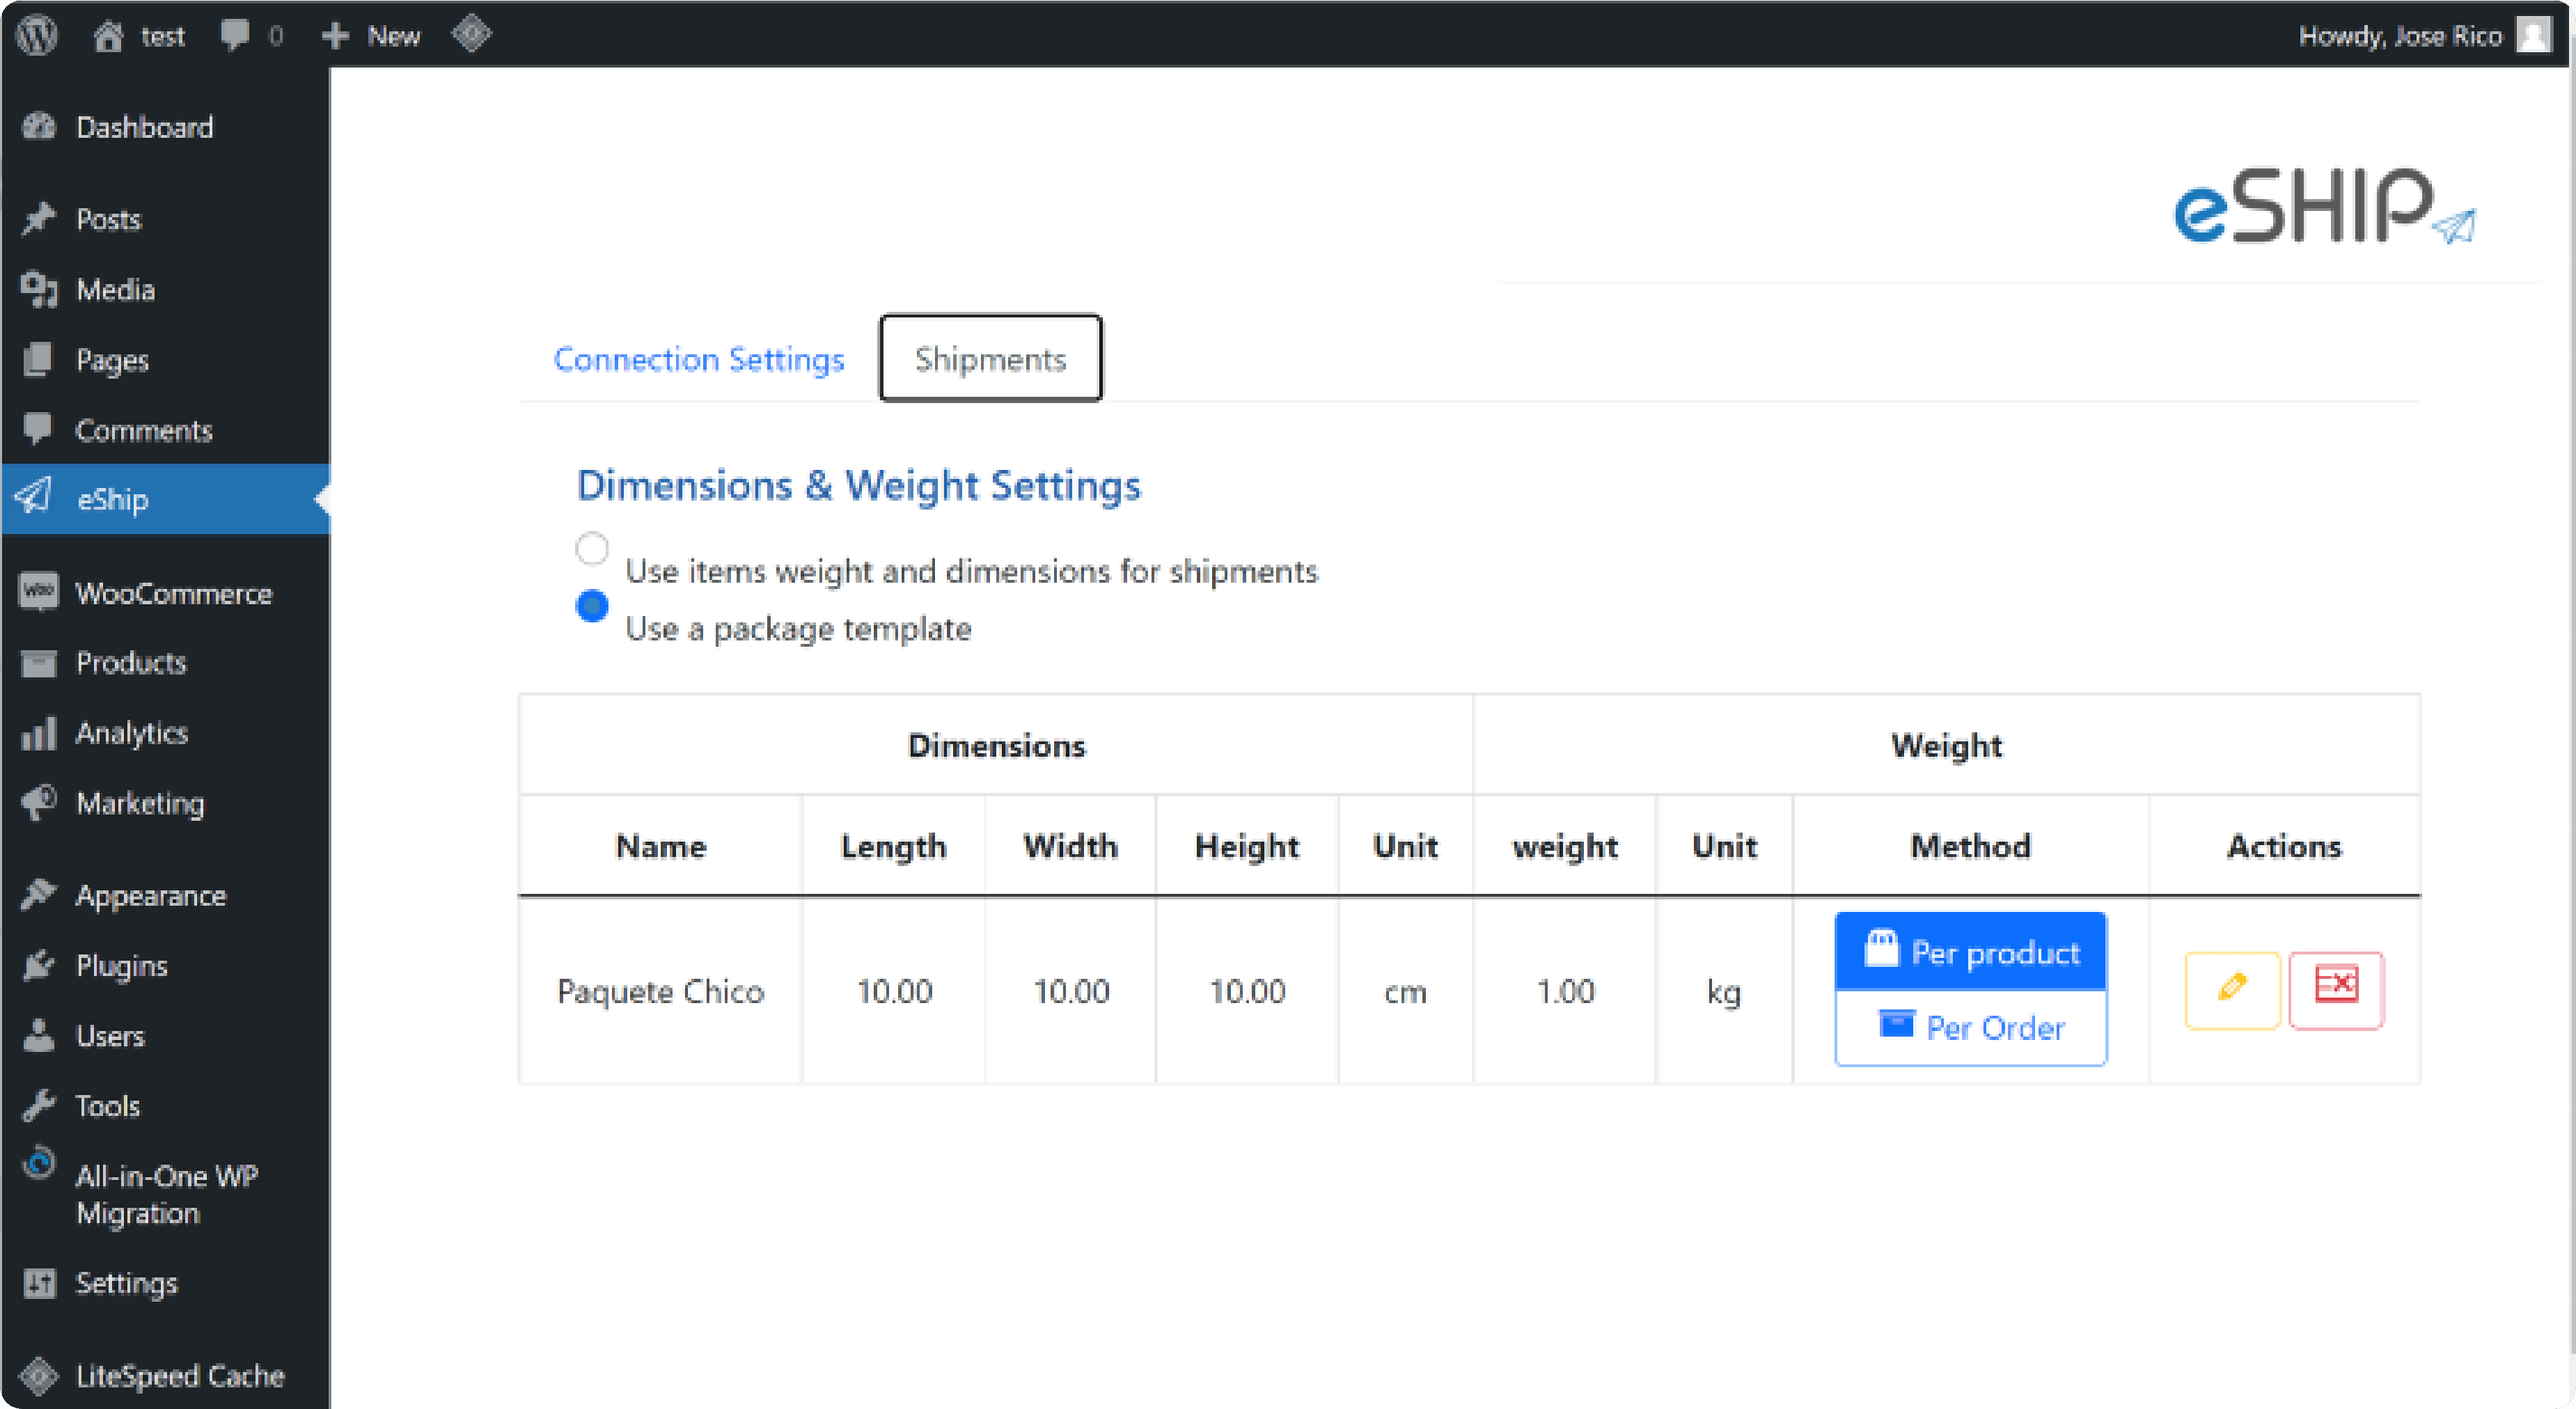 test 0 New Howdy, Jose Rico
Dashboard
Posts
Media
Pages
Comments
eShip
WooCommerce
Products
Analytics
Marketing
Appearance
Plugins
Users
Tools
All-in-One WP
Migration
Settings
LiteSpeed Cache
eSHIP
Connection Settings Shipments
Dimensions & Weight Settings
Use items weight and dimensions for shipments
Use a package template
Dimensions Weight
Name Length Width Height Unit weight Unit Method Actions
Paquete Chico 10.00 10.00 10.00 cm 1.00 kg Per product
Per Order